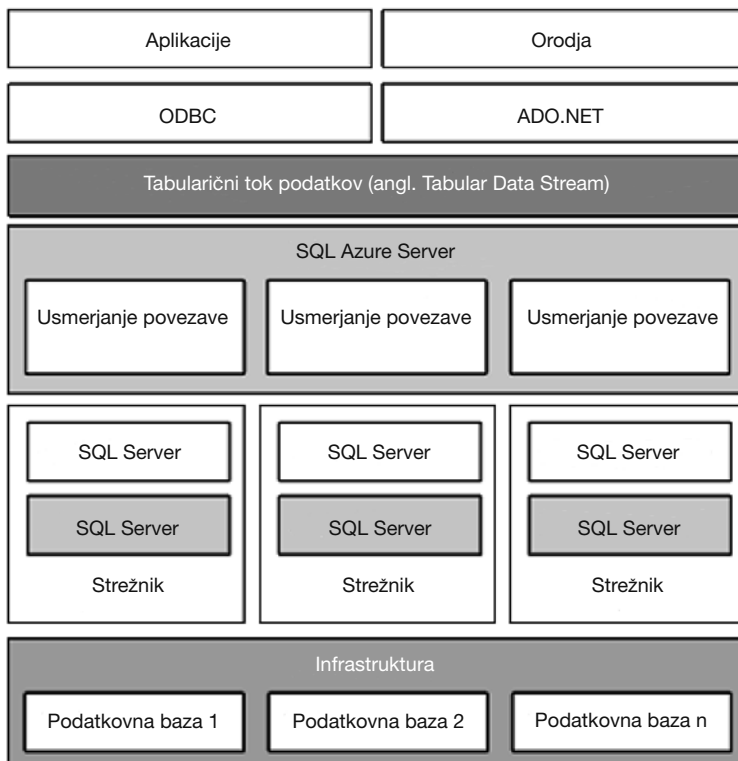 Aplikacije
Orodja
ODBC
ADO.NET
Tabularični tok podatkov (angl. Tabular Data Stream)
SQL Azure Server
Usmerjanje povezave
Usmerjanje povezave
Usmerjanje povezave
SQL Server
SQL Server
SQL Server
SQL Server
SQL Server
SQL Server
Strežnik
Strežnik
Strežnik
Infrastruktura
Podatkovna baza 1
Podatkovna baza 2
Podatkovna baza n